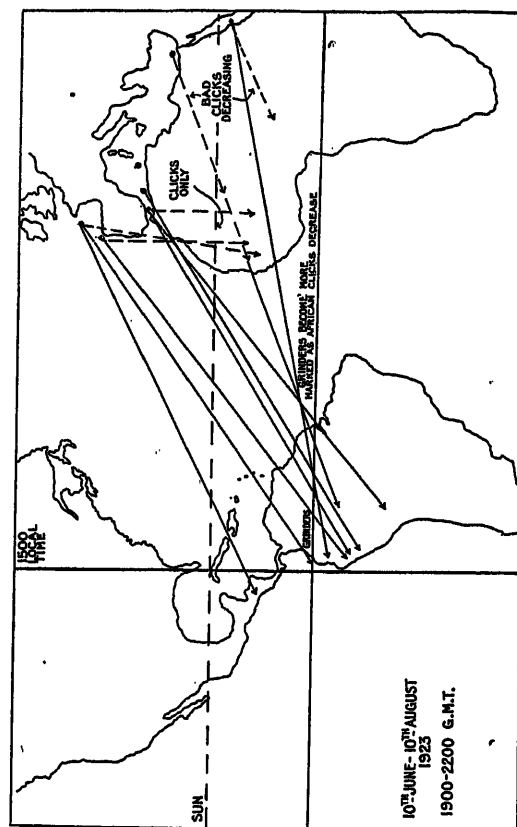 1500
LOCAL
TIME
BAD
CLICKS
DECREASING
CLICKS
ONLY
GRINDERS BECOME MORE
MARKED AS AFRICAN CLICKS DECREASE
GRINDERS
SUN
10TH JUNE-10TH AUGUST
1923
1900-2200 G.M.T.